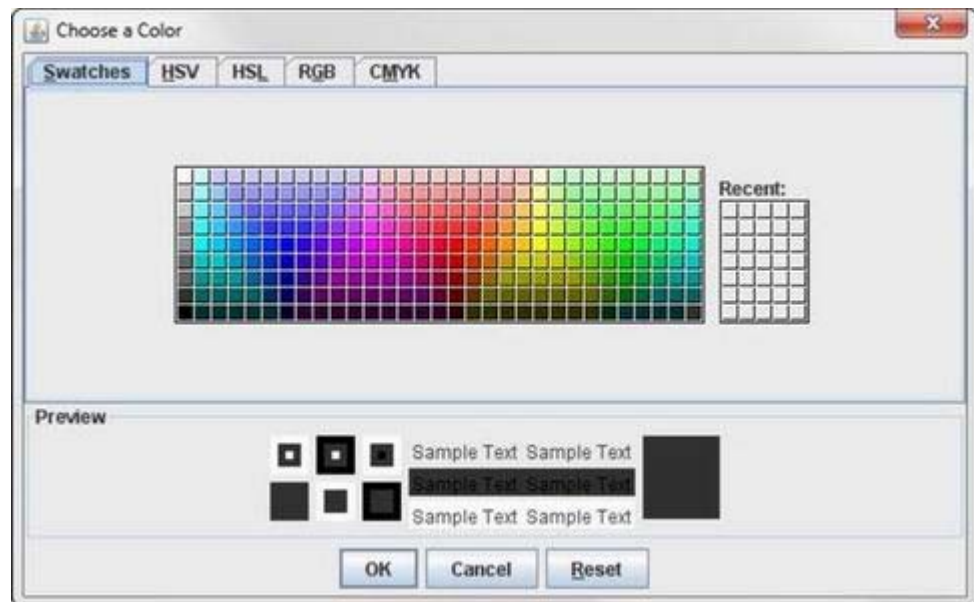 Choose a Color
Swatches HSV HSL RGB CMYK
Recent:
Preview
Sample Text Sample Text
Sample Text Sample Text
Sample Text Sample Text
OK Cancel Reset